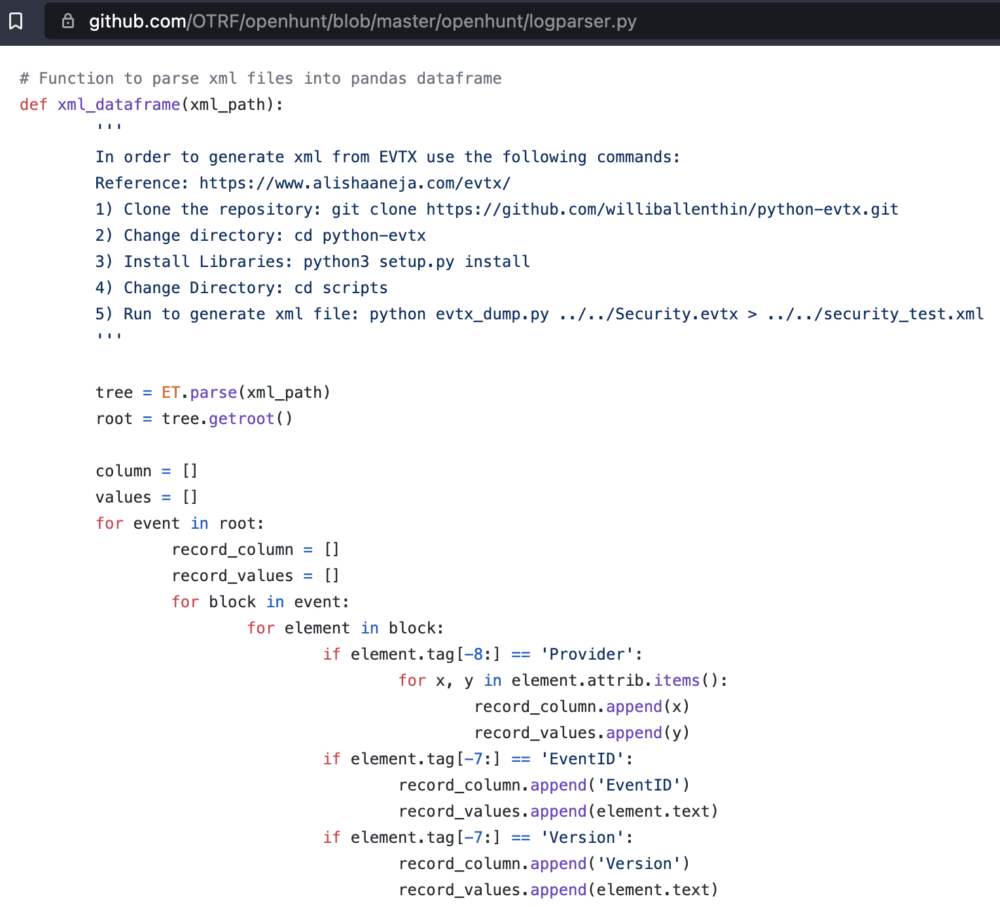 github.com/OTRF/openhunt/blob/master/openhunt/logparser.py
# Function to parse xml files into pandas dataframe
def xml_dataframe(xml_path):
        '''
        In order to generate xml from EVTX use the following commands:
        Reference: https://www.alishaaneja.com/evtx/
        1) Clone the repository: git clone https://github.com/williballenthin/python-evtx.git
        2) Change directory: cd python-evtx
        3) Install Libraries: python3 setup.py install
        4) Change Directory: cd scripts
        5) Run to generate xml file: python evtx_dump.py ../../Security.evtx > ../../security_test.xml
        '''
        tree = ET.parse(xml_path)
        root = tree.getroot()
        column = []
        values = []
        for event in root:
                record_column = []
                record_values = []
                for block in event:
                        for element in block:
                                if element.tag[-8:] == 'Provider':
                                        for x, y in element.attrib.items():
                                                record_column.append(x)
                                                record_values.append(y)
                                if element.tag[-7:] == 'EventID':
                                        record_column.append('EventID')
                                        record_values.append(element.text)
                                if element.tag[-7:] == 'Version':
                                        record_column.append('Version')
                                        record_values.append(element.text)